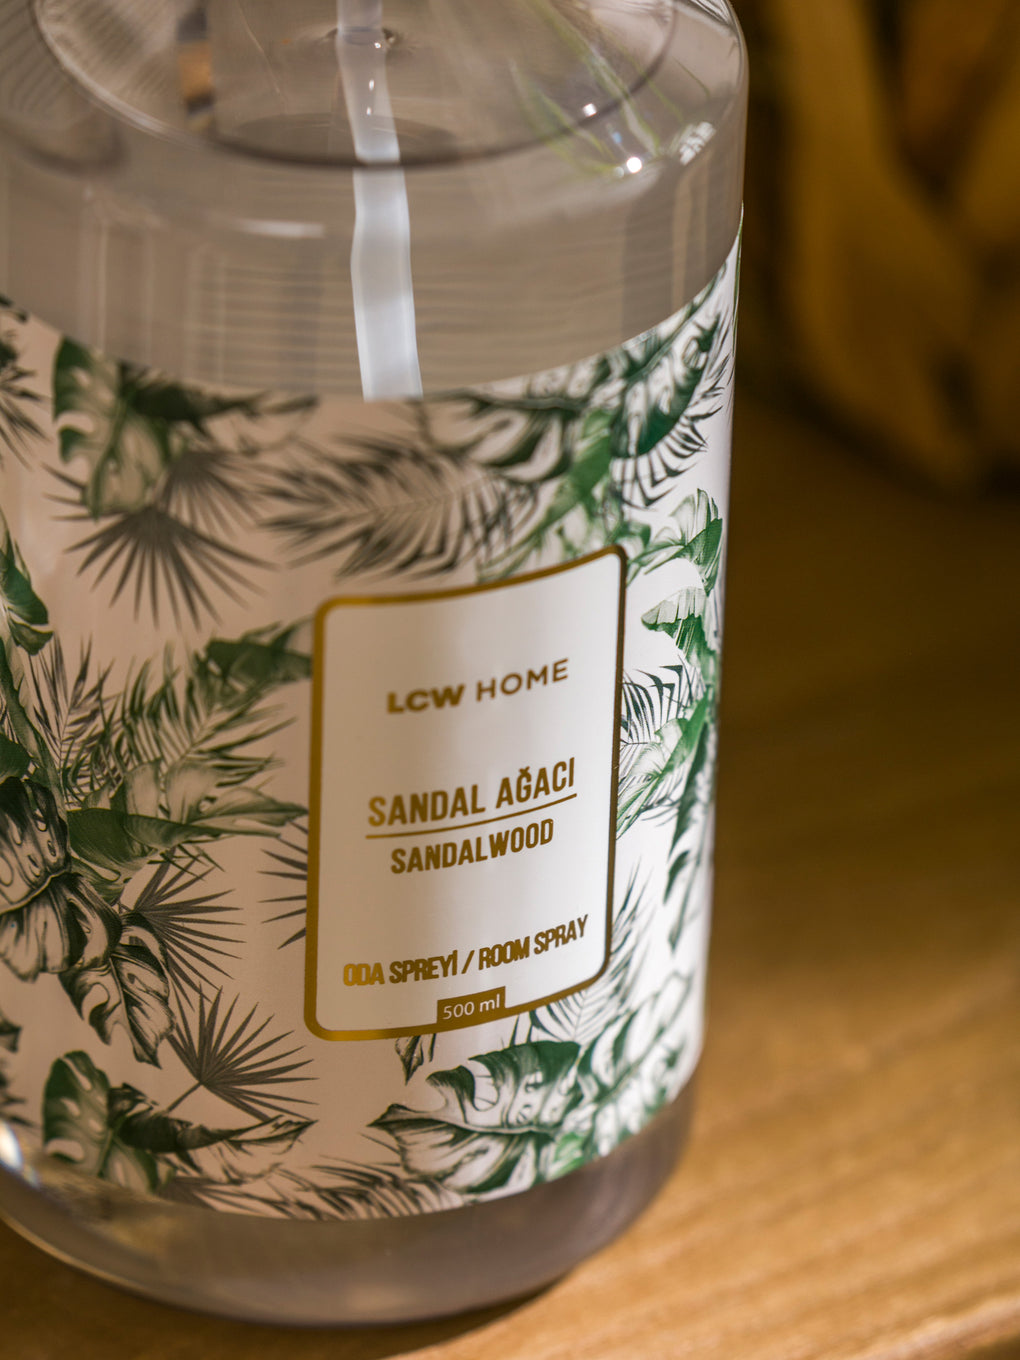 LCW HOME
SANDAL AĞACI
SANDALWOOD
ODA SPREYİ / ROOM SPRAY
500 ml